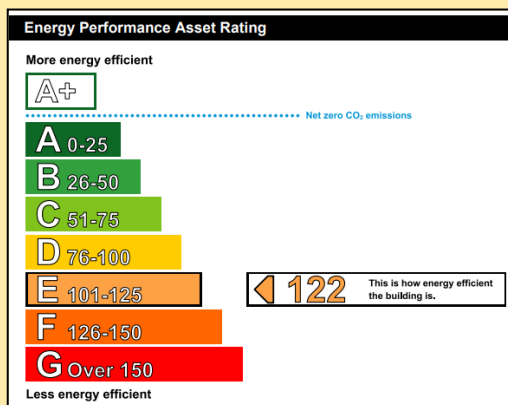 Energy Performance Asset Rating
More energy efficient
A+
Net zero CO₂ emissions
A 0-25
B 26-50
C 51-75
D 76-100
E 101-125
122
This is how energy efficient
the building is.
F 126-150
G Over 150
Less energy efficient